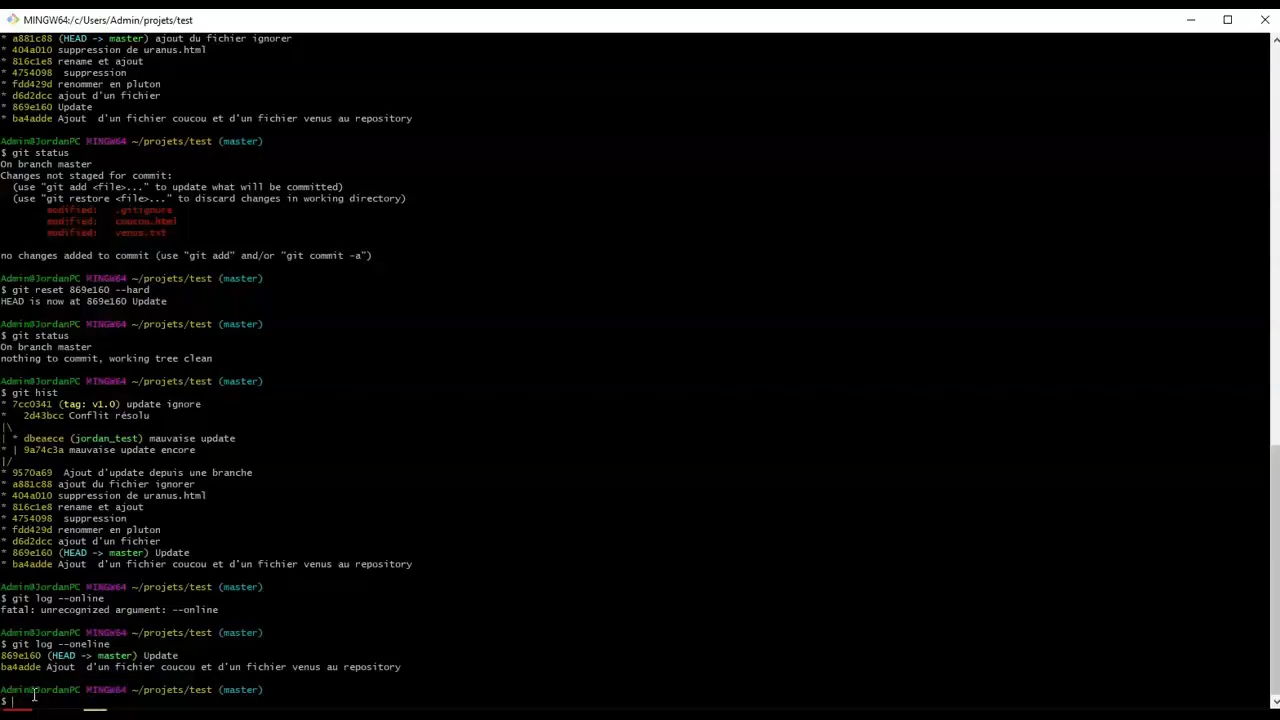 MINGW64:/c/Users/Admin/projets/test
* a881c88 (HEAD -> master) ajout du fichier ignorer
* 404a010 suppression de uranus.html
* 816c1e8 rename et ajout
* 4754098  suppression
* fdd429d renommer en pluton
* d6d2dcc ajout d'un fichier
* 869e160 Update
* ba4adde Ajout  d'un fichier coucou et d'un fichier venus au repository
Admin@JordanPC MINGW64 ~/projets/test (master)
$ git status
On branch master
Changes not staged for commit:
  (use "git add <file>..." to update what will be committed)
  (use "git restore <file>..." to discard changes in working directory)
        modified:   .gitignore
        modified:   coucou.html
        modified:   venus.txt
no changes added to commit (use "git add" and/or "git commit -a")
Admin@JordanPC MINGW64 ~/projets/test (master)
$ git reset 869e160 --hard
HEAD is now at 869e160 Update
Admin@JordanPC MINGW64 ~/projets/test (master)
$ git status
On branch master
nothing to commit, working tree clean
Admin@JordanPC MINGW64 ~/projets/test (master)
$ git hist
* 7cc0341 (tag: v1.0) update ignore
*   2d43bcc Conflit résolu
|\
| * dbeaece (jordan_test) mauvaise update
* | 9a74c3a mauvaise update encore
|/
* 9570a69  Ajout d'update depuis une branche
* a881c88 ajout du fichier ignorer
* 404a010 suppression de uranus.html
* 816c1e8 rename et ajout
* 4754098  suppression
* fdd429d renommer en pluton
* d6d2dcc ajout d'un fichier
* 869e160 (HEAD -> master) Update
* ba4adde Ajout  d'un fichier coucou et d'un fichier venus au repository
Admin@JordanPC MINGW64 ~/projets/test (master)
$ git log --online
fatal: unrecognized argument: --online
Admin@JordanPC MINGW64 ~/projets/test (master)
$ git log --oneline
869e160 (HEAD -> master) Update
ba4adde Ajout  d'un fichier coucou et d'un fichier venus au repository
Admin@JordanPC MINGW64 ~/projets/test (master)
$